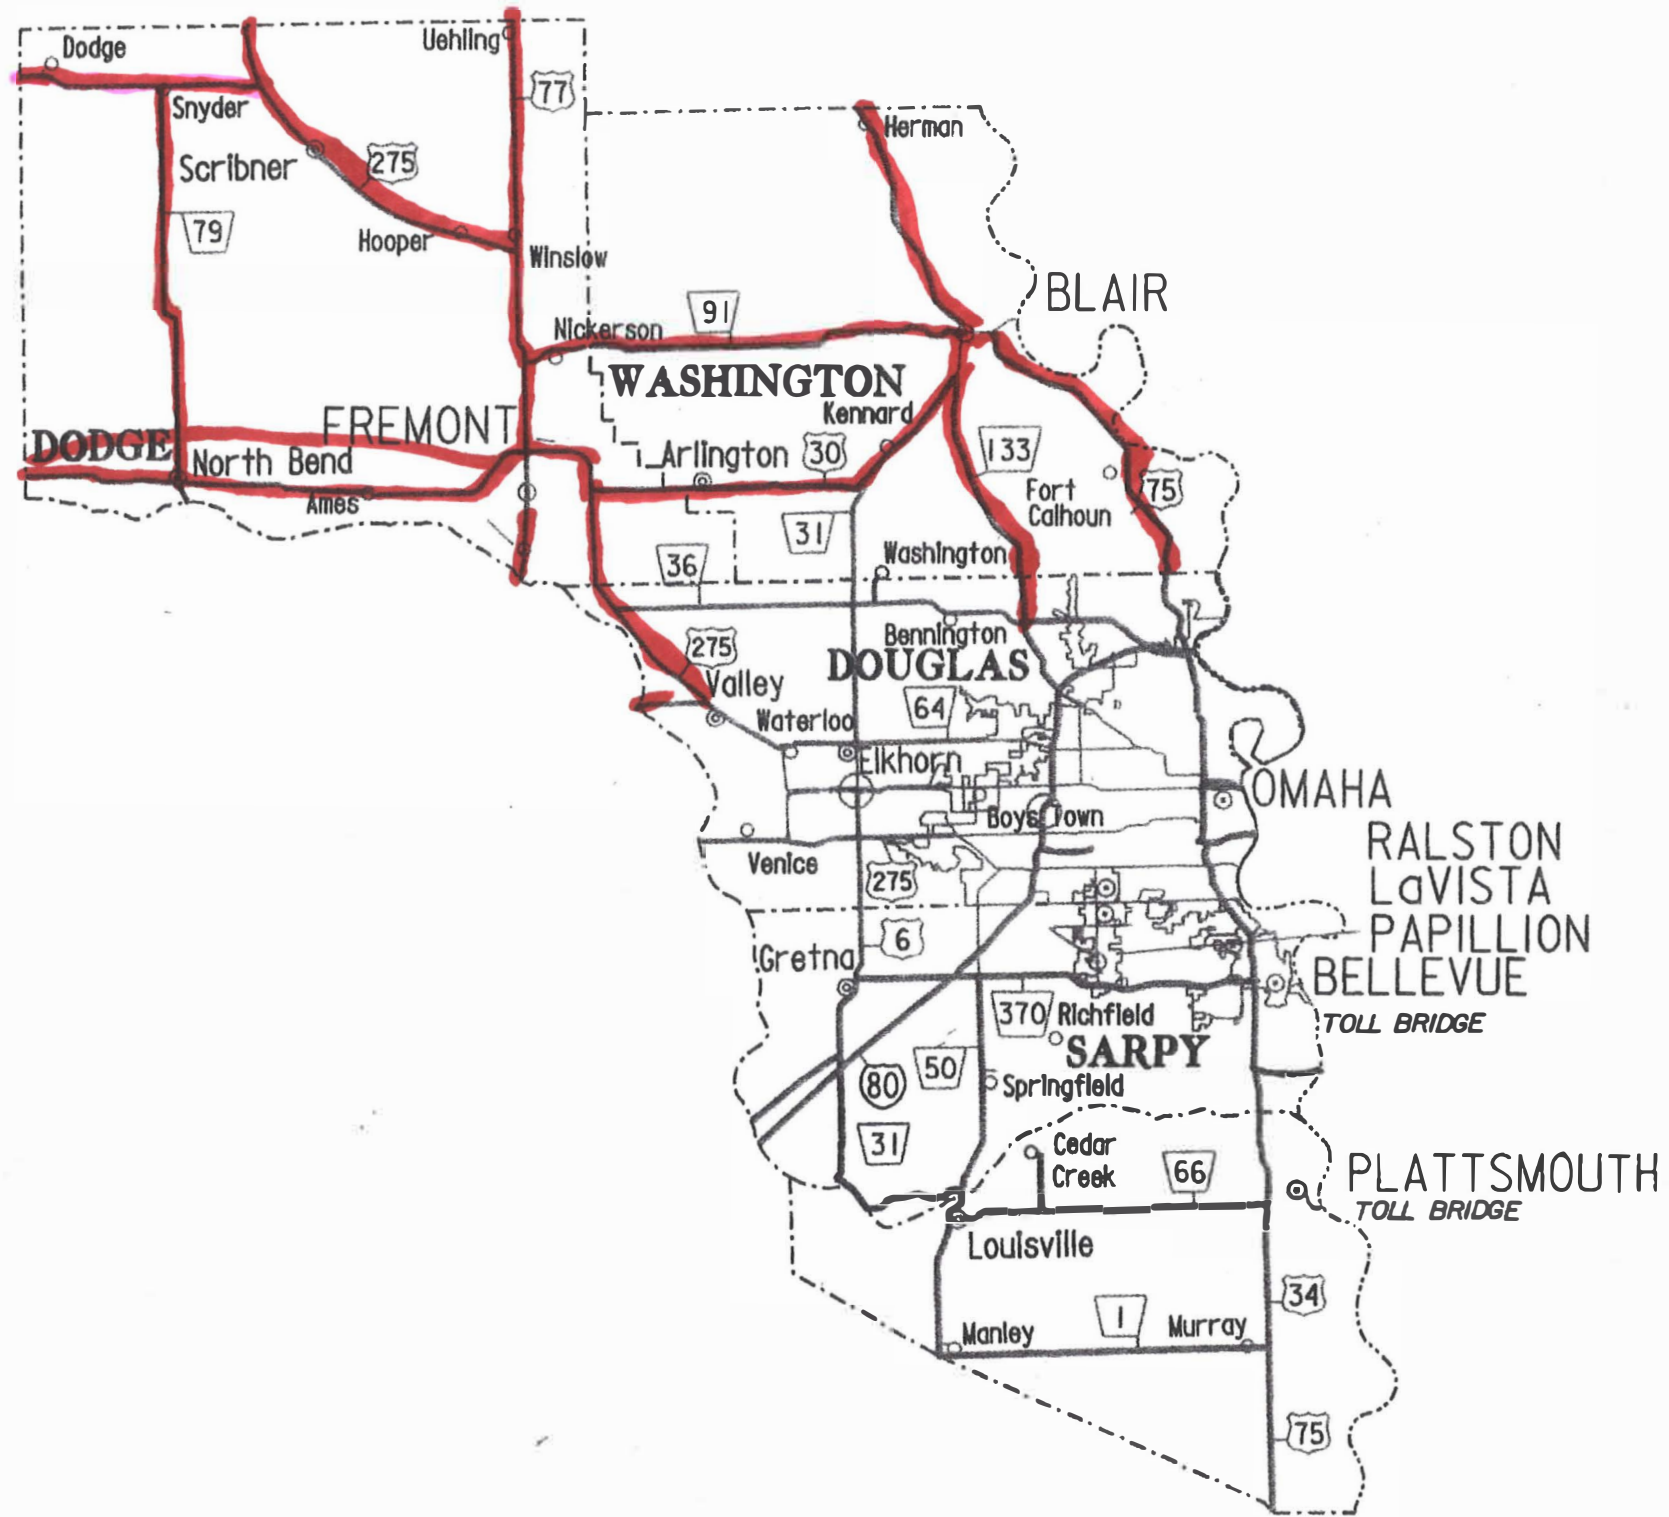 Dodge
Uehling
77
Snyder
Herman
Scribner
275
79
Hooper
Winslow
BLAIR
91
Nickerson
WASHINGTON
Kennard
FREMONT
DODGE
North Bend
Arlington
30
133
Ames
Fort
Calhoun
75
31
36
Washington
Bennington
275
DOUGLAS
Valley
64
Waterloo
Elkhorn
OMAHA
Boys Town
RALSTON
LaVISTA
PAPILLION
BELLEVUE
TOLL BRIDGE
Venice
275
6
Gretna
370
Richfield
SARPY
50
80
Springfield
31
Cedar
Creek
66
PLATTSMOUTH
TOLL BRIDGE
Louisville
34
1
Manley
Murray
75